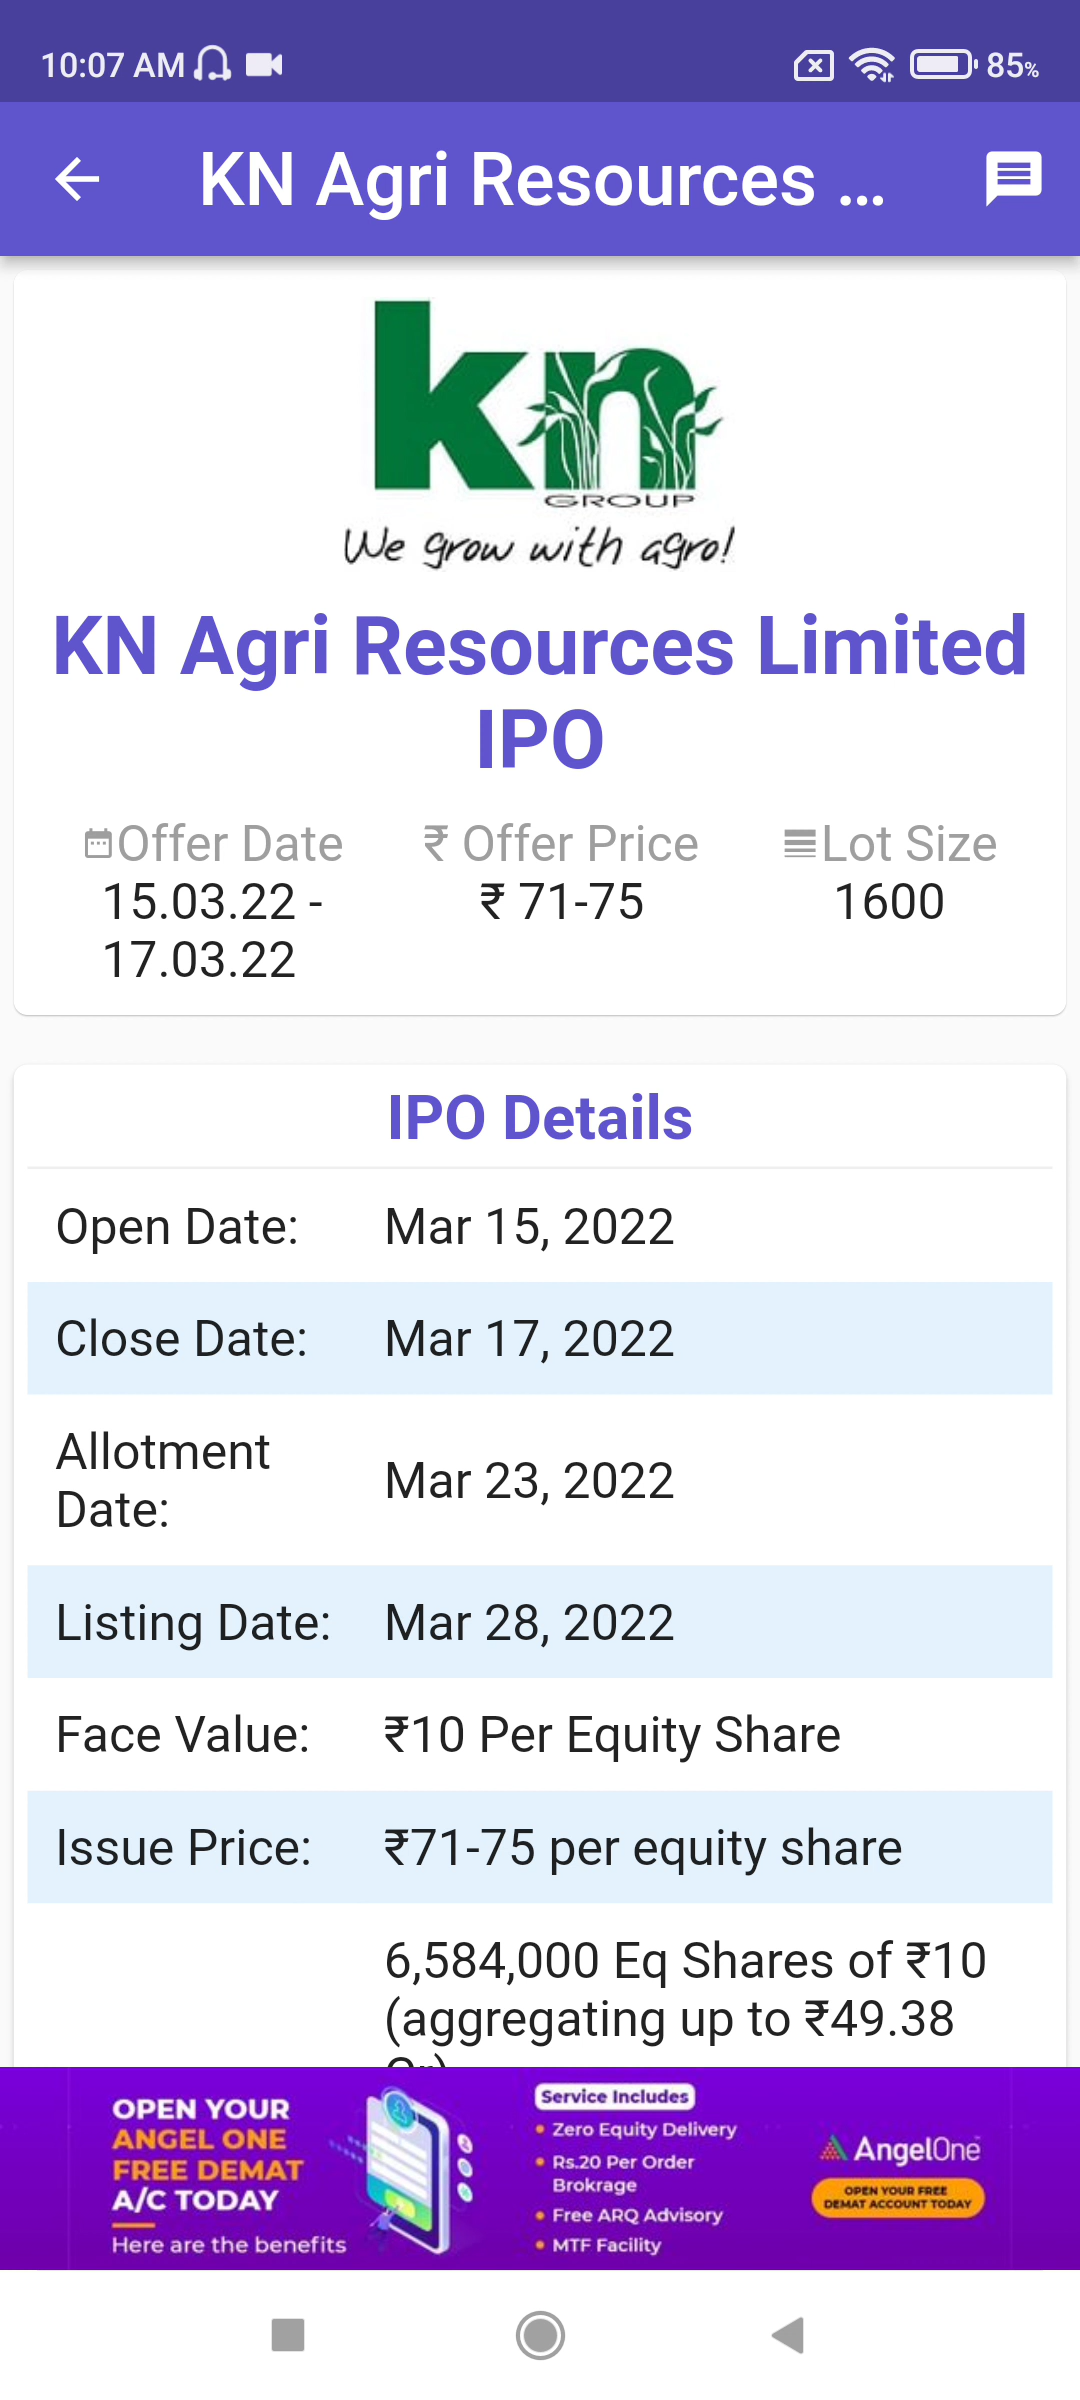 10:07 AM
85%
KN Agri Resources ...
kn
GROUP
We grow with agro!
KN Agri Resources Limited
IPO
Offer Date
15.03.22 -
17.03.22
₹ Offer Price
₹ 71-75
Lot Size
1600
IPO Details
Open Date: Mar 15, 2022
Close Date: Mar 17, 2022
Allotment
Date:
Mar 23, 2022
Listing Date: Mar 28, 2022
Face Value: ₹10 Per Equity Share
Issue Price: ₹71-75 per equity share
6,584,000 Eq Shares of ₹10
(aggregating up to ₹49.38
OPEN YOUR
ANGEL ONE
FREE DEMAT
A/C TODAY
Here are the benefits
Service Includes
• Zero Equity Delivery
• Rs.20 Per Order
Brokrage
• Free ARQ Advisory
• MTF Facility
AngelOne
OPEN YOUR FREE
DEMAT ACCOUNT TODAY